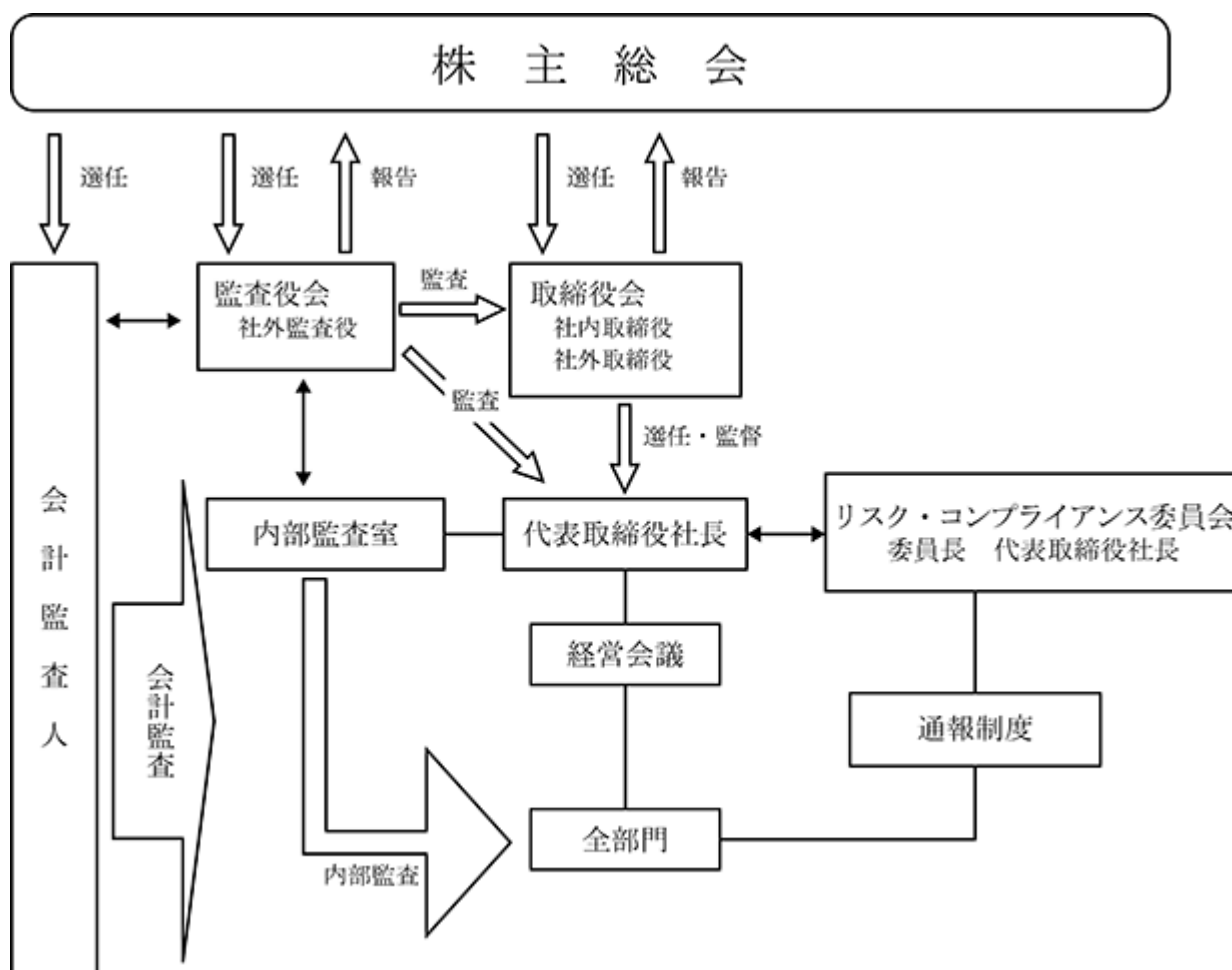 株主総会
選任
選任
報告
選任
報告
監査役会
社外監査役
監査
取締役会
社内取締役
社外取締役
監査
選任・監督
会計監査人
内部監査室
代表取締役社長
リスク・コンプライアンス委員会
委員長 代表取締役社長
経営会議
会計監査
通報制度
全部門
内部監査